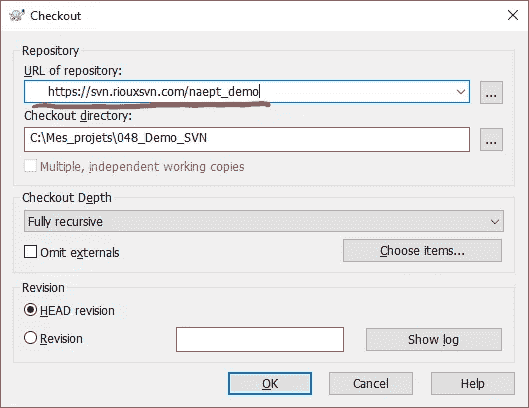 Checkout
Repository
URL of repository:
https://svn.riouxsvn.com/naept_demo
...
Checkout directory:
C:\Mes_projets\048_Demo_SVN
...
Multiple, independent working copies
Checkout Depth
Fully recursive
Omit externals
Choose items...
Revision
HEAD revision
Revision
Show log
OK
Cancel
Help